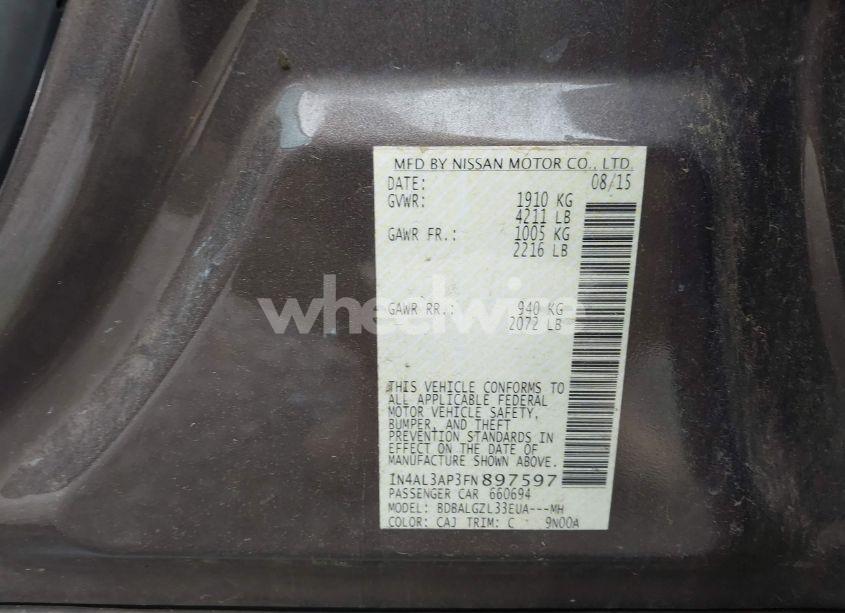 MFD BY NISSAN MOTOR CO., LTD.
DATE: 08/15
GVWR: 1910 KG
4211 LB
GAWR FR.: 1005 KG
2216 LB
GAWR RR.: 940 KG
2072 LB
wheelwise
THIS VEHICLE CONFORMS TO
ALL APPLICABLE FEDERAL
MOTOR VEHICLE SAFETY,
BUMPER, AND THEFT
PREVENTION STANDARDS IN
EFFECT ON THE DATE OF
MANUFACTURE SHOWN ABOVE.
1N4AL3AP3FN897597
PASSENGER CAR 660694
MODEL: BDBALGZL33EUA---MH
COLOR: CAJ TRIM: C 9N00A